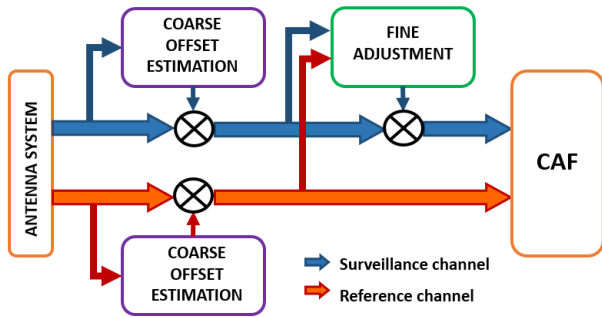 COARSE
OFFSET
ESTIMATION
FINE
ADJUSTMENT
ANTENNA SYSTEM
CAF
COARSE
OFFSET
ESTIMATION
Surveillance channel
Reference channel